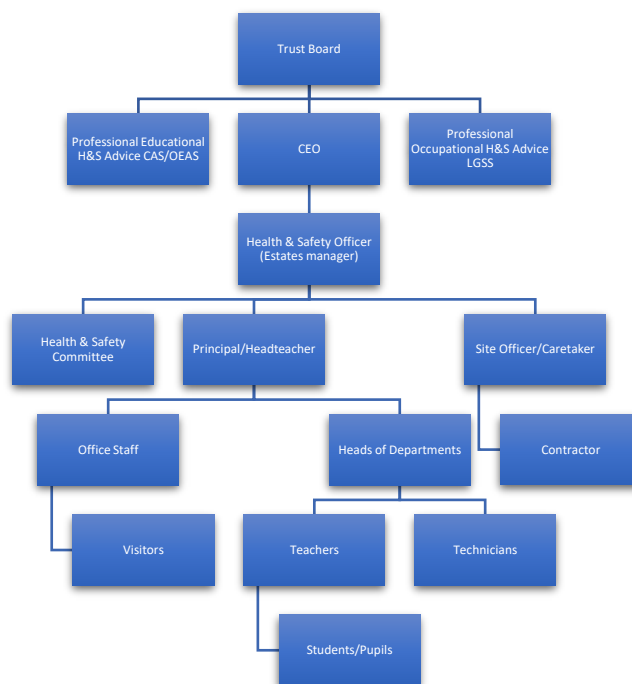 Trust Board
Professional Educational
H&S Advice CAS/OEAS
CEO
Professional
Occupational H&S Advice
LGSS
Health & Safety Officer
(Estates manager)
Health & Safety
Committee
Principal/Headteacher
Site Officer/Caretaker
Office Staff
Heads of Departments
Contractor
Visitors
Teachers
Technicians
Students/Pupils